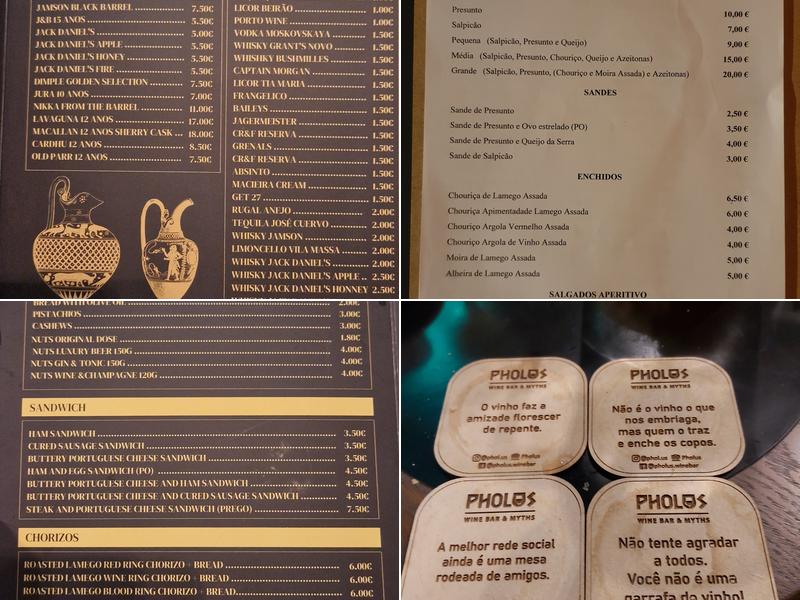 JAMSON BLACK BARREL 7.50€
J&B 15 ANOS 5.50€
JACK DANIEL'S 5.00€
JACK DANIEL'S APPLE 5.50€
JACK DANIEL'S HONEY 5.50€
JACK DANIEL'S FIRE 5.50€
DIMPLE GOLDEN SELECTION 7.50€
JURA 10 ANOS 7.00€
NIKKA FROM THE BARREL 11.00€
LAVAGUNA 12 ANOS 17.00€
MACALLAN 12 ANOS SHERRY CASK ... 18.00€
CARDHU 12 ANOS 8.50€
OLD PARR 12 ANOS 7.50€
LICOR BEIRÃO 1.00€
PORTO WINE 1.00€
VODKA MOSKOVSKAYA 1.50€
WHISKY GRANT'S NOVO 1.50€
WHISHKY BUSHMILLES 1.50€
CAPTAIN MORGAN 1.50€
LICOR TIA MARIA 1.50€
FRANGELICO 1.50€
BAILEYS 1.50€
JAGERMEISTER 1.50€
CR&F RESERVA 1.50€
GRENALS 1.50€
CR&F RESERVA 1.50€
ABSINTO 1.50€
MACIEIRA CREAM 1.50€
GET 27 1.50€
RUGAL ANEJO 2.00€
TEQUILA JOSÉ CUERVO 2.00€
WHISKY JAMSON 2.00€
LIMONCELLO VILA MASSA 2.00€
WHISKY JACK DANIEL'S 2.00€
WHISKY JACK DANIEL'S APPLE .. 2.50€
WHISKY JACK DANIEL'S HONNEY 2.50€
Presunto 10,00 €
Salpicão 7,00 €
Pequena (Salpicão, Presunto e Queijo) 9,00 €
Média (Salpicão, Presunto, Chouriço, Queijo e Azeitonas) 15,00 €
Grande (Salpicão, Presunto, (Chouriço e Moira Assada) e Azeitonas) 20,00 €
SANDES
Sande de Presunto 2,50 €
Sande de Presunto e Ovo estrelado (PO) 3,50 €
Sande de Presunto e Queijo da Serra 4,00 €
Sande de Salpicão 3,00 €
ENCHIDOS
Chouriça de Lamego Assada 6,50 €
Chouriça Apimentadade Lamego Assada 6,00 €
Chouriço Argola Vermelho Assada 4,00 €
Chouriço Argola de Vinho Assada 4,00 €
Moira de Lamego Assada 5,00 €
Alheira de Lamego Assada 5,00 €
SALGADOS APERITIVO
BREAD WITH OLIVE OIL 2.00€
PISTACHIOS 3.00€
CASHEWS 3.00€
NUTS ORIGINAL DOSE 1.80€
NUTS LUXURY BEER 150G 4.00€
NUTS GIN & TONIC 150G 4.00€
NUTS WINE &CHAMPAGNE 120G 4.00€
SANDWICH
HAM SANDWICH 3.50€
CURED SAUSAGE SANDWICH 3.50€
BUTTERY PORTUGUESE CHEESE SANDWICH 3.50€
HAM AND EGG SANDWICH (PO) 4.50€
BUTTERY PORTUGUESE CHEESE AND HAM SANDWICH 4.50€
BUTTERY PORTUGUESE CHEESE AND CURED SAUSAGE SANDWICH 4.50€
STEAK AND PORTUGUESE CHEESE SANDWICH (PREGO) 7.50€
CHORIZOS
ROASTED LAMEGO RED RING CHORIZO + BREAD 6.00€
ROASTED LAMEGO WINE RING CHORIZO + BREAD 6.00€
ROASTED LAMEGO BLOOD RING CHORIZO + BREAD 6.00€
PHOLUS
WINE BAR & MYTHS
O vinho faz a
amizade florescer
de repente.
@phol.us Pholus
@pholus.winebar
PHOLUS
WINE BAR & MYTHS
Não é o vinho o que
nos embriaga,
mas quem o traz
e enche os copos.
@phol.us Pholus
@pholus.winebar
PHOLUS
WINE BAR & MYTHS
A melhor rede social
ainda é uma mesa
rodeada de amigos.
PHOLUS
WINE BAR & MYTHS
Não tente agradar
a todos.
Você não é uma
garrafa de vinho!